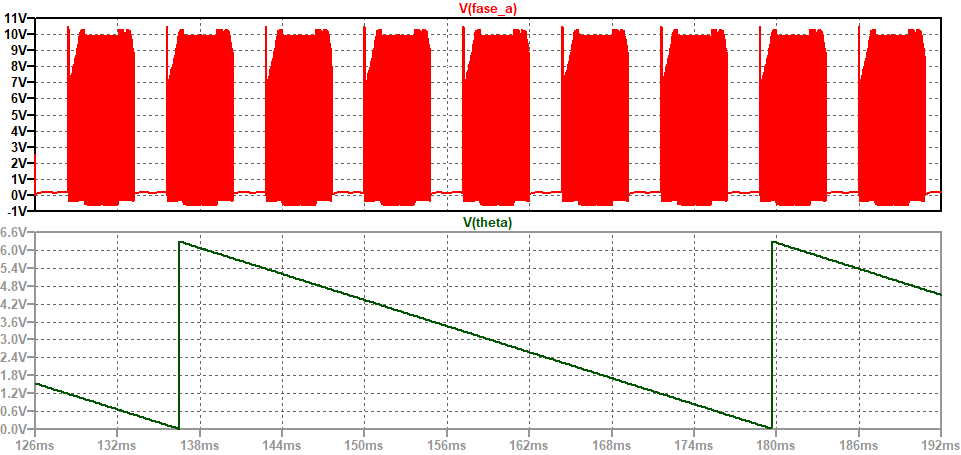 V(fase_a)
11V
10V
9V
8V
7V
6V
5V
4V
3V
2V
1V
0V
-1V
V(theta)
6.6V
6.0V
5.4V
4.8V
4.2V
3.6V
3.0V
2.4V
1.8V
1.2V
0.6V
0.0V
126ms 132ms 138ms 144ms 150ms 156ms 162ms 168ms 174ms 180ms 186ms 192ms